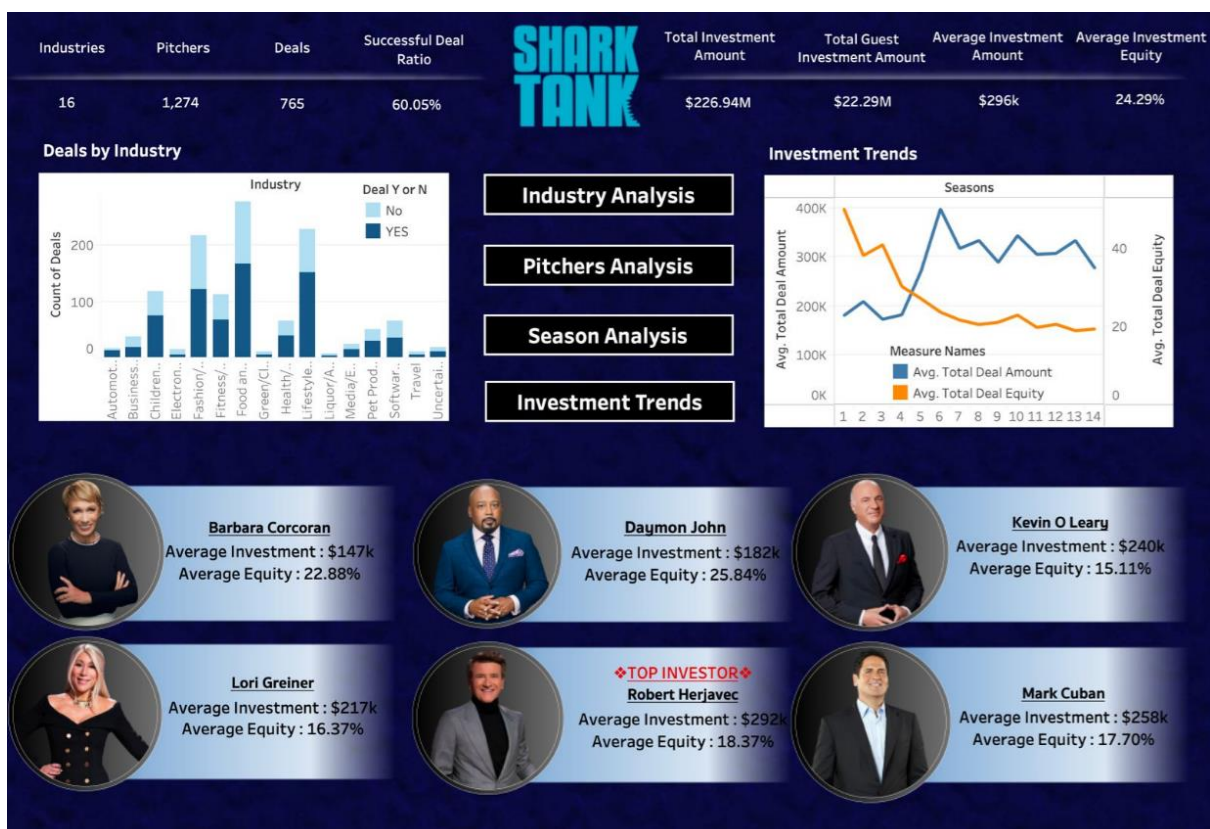 Industries
Pitchers
Deals
Successful Deal
Ratio
SHARK
TANK
Total Investment
Amount
Total Guest
Investment Amount
Average Investment
Amount
Average Investment
Equity
16
1,274
765
60.05%
$226.94M
$22.29M
$296k
24.29%
Deals by Industry
Industry
Deal Y or N
No
YES
Count of Deals
200
100
0
Automot..
Business..
Children..
Electron..
Fashion/..
Fitness/..
Food an..
Green/Cl..
Health/..
Lifestyle..
Liquor/A..
Media/E..
Pet Prod..
Softwar..
Travel
Uncertai..
Industry Analysis
Pitchers Analysis
Season Analysis
Investment Trends
Investment Trends
Seasons
Avg. Total Deal Amount
400K
300K
200K
100K
0K
Measure Names
Avg. Total Deal Amount
Avg. Total Deal Equity
1 2 3 4 5 6 7 8 9 10 11 12 13 14
40
20
0
Avg. Total Deal Equity
Barbara Corcoran
Average Investment : $147k
Average Equity : 22.88%
Daymon John
Average Investment : $182k
Average Equity : 25.84%
Kevin O Leary
Average Investment : $240k
Average Equity : 15.11%
Lori Greiner
Average Investment : $217k
Average Equity : 16.37%
❖TOP INVESTOR❖
Robert Herjavec
Average Investment : $292k
Average Equity : 18.37%
Mark Cuban
Average Investment : $258k
Average Equity : 17.70%